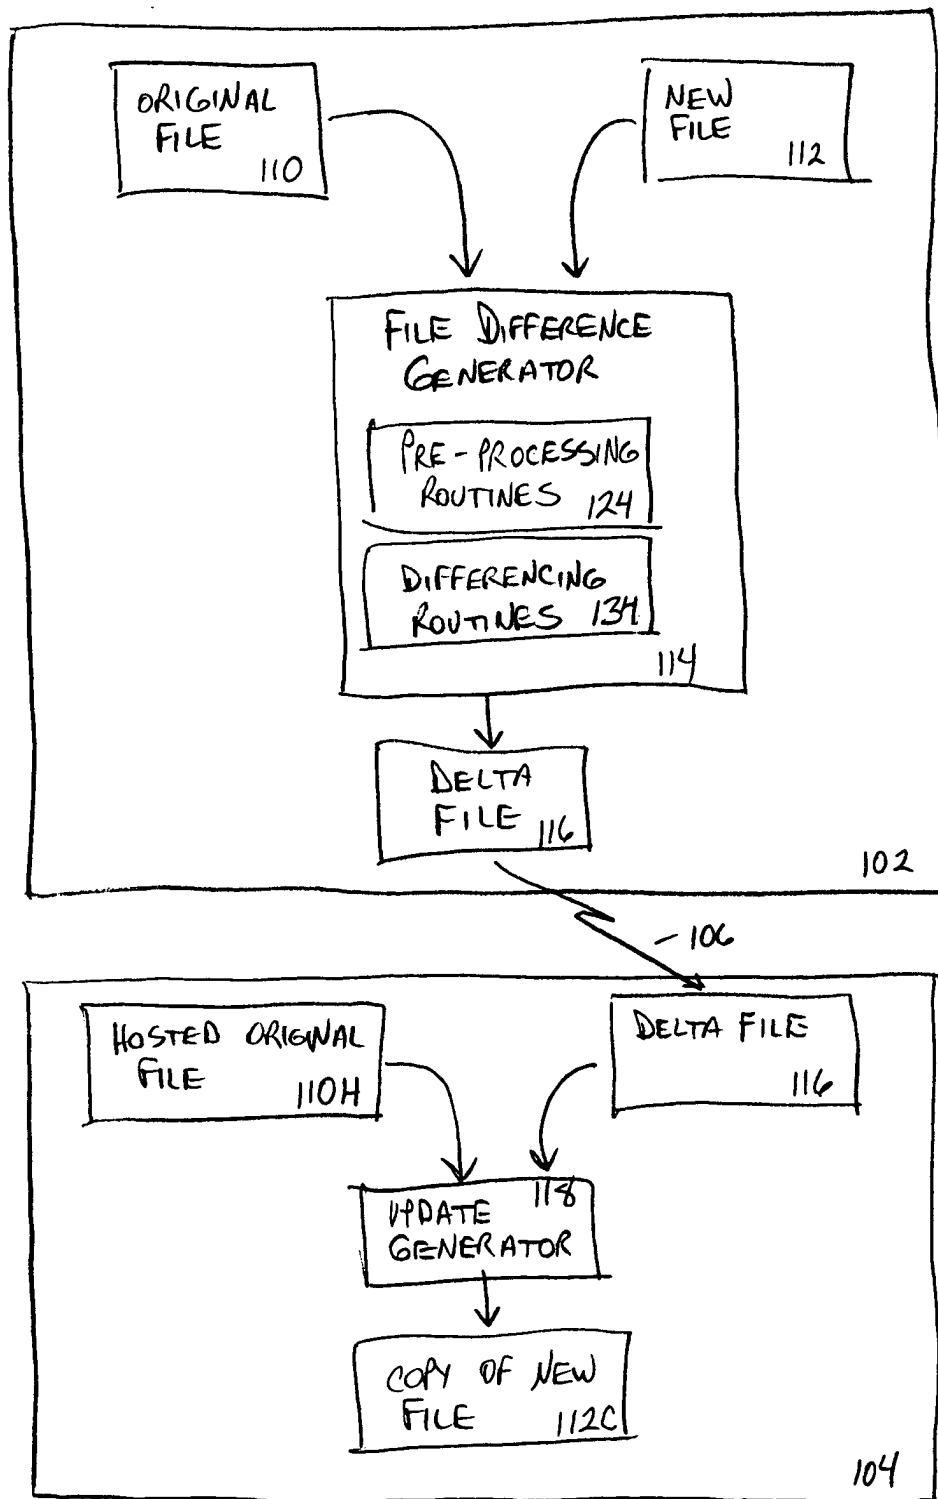 ORIGINAL
FILE
110
NEW
FILE
112
FILE DIFFERENCE
GENERATOR
PRE-PROCESSING
ROUTINES 124
DIFFERENCING
ROUTINES 134
114
DELTA
FILE 116
102
106
HOSTED ORIGINAL
FILE
110H
DELTA FILE
116
118
UPDATE
GENERATOR
COPY OF NEW
FILE 112C
104